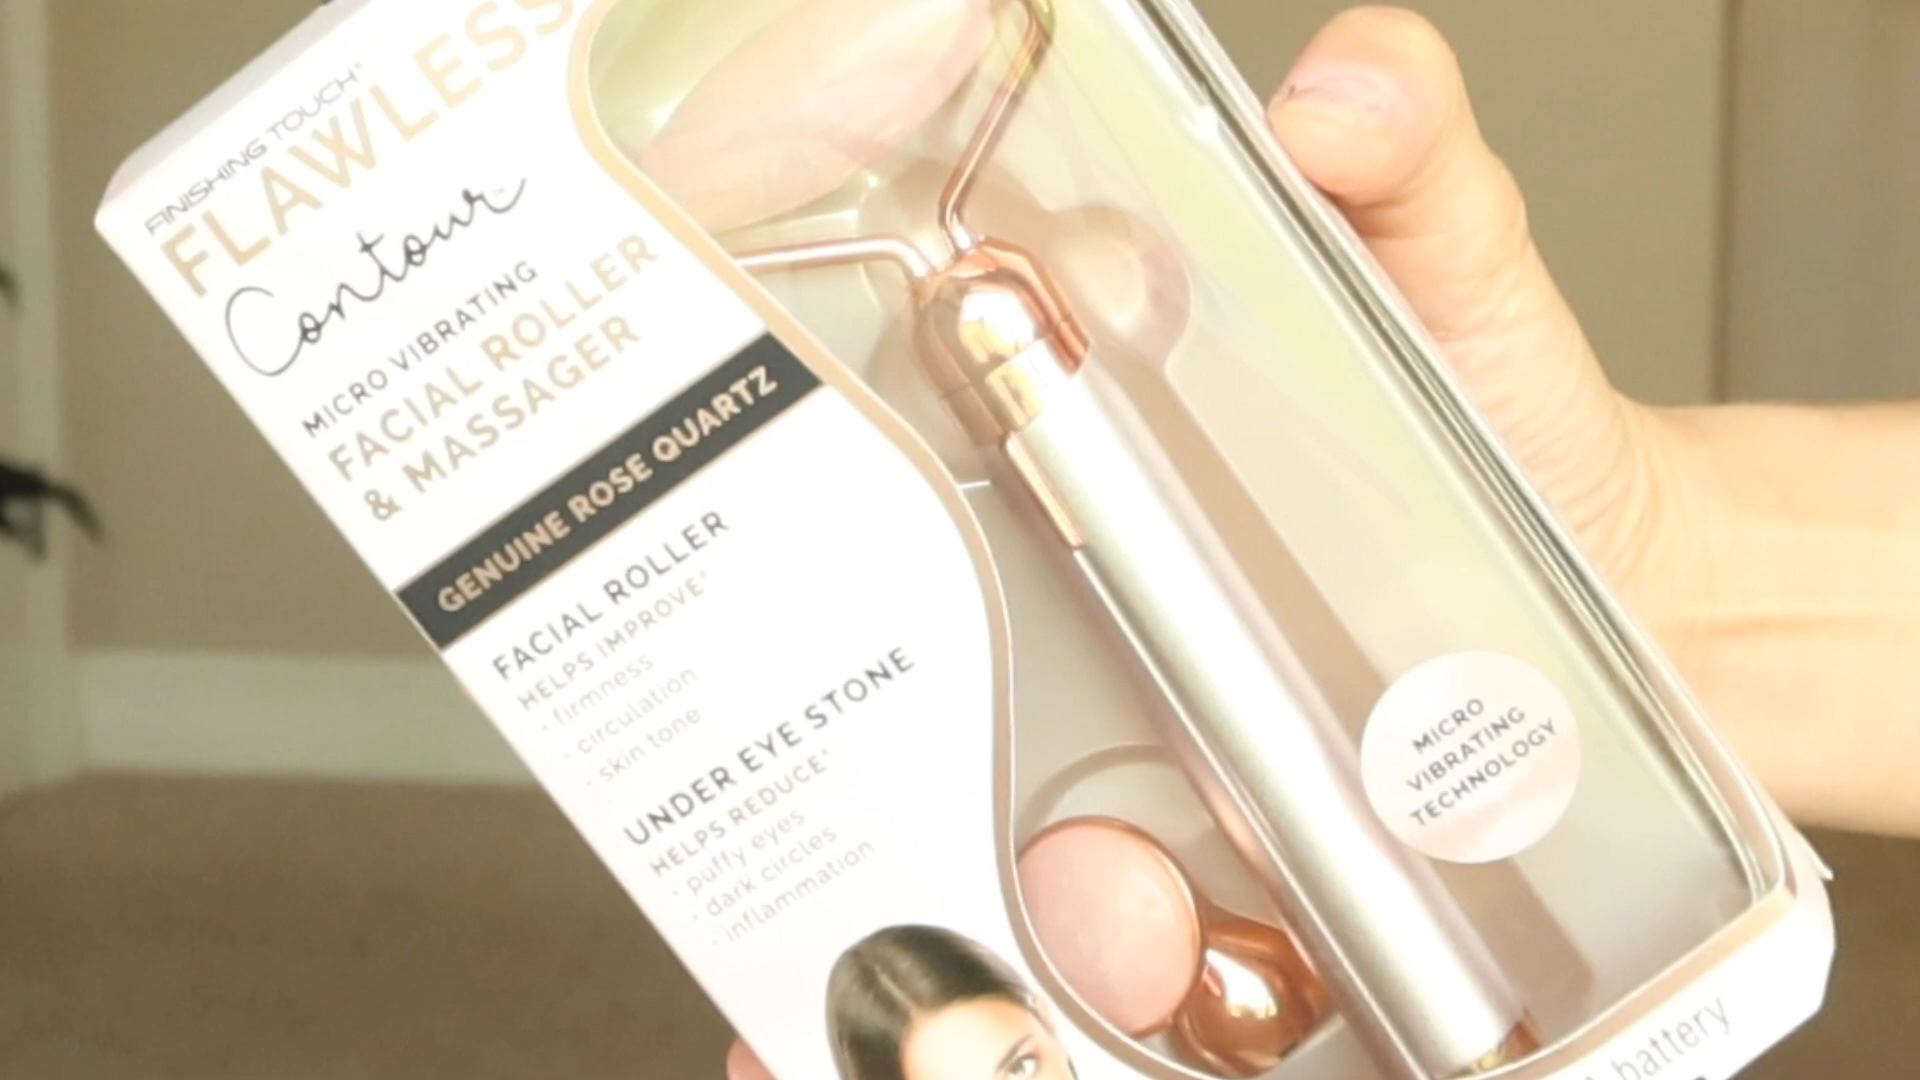 FINISHING TOUCH®
FLAWLESS
Contour™
MICRO VIBRATING
FACIAL ROLLER
& MASSAGER
GENUINE ROSE QUARTZ
FACIAL ROLLER
HELPS IMPROVE*
· firmness
· circulation
· skin tone
UNDER EYE STONE
HELPS REDUCE*
· puffy eyes
· dark circles
· inflammation
MICRO
VIBRATING
TECHNOLOGY
battery